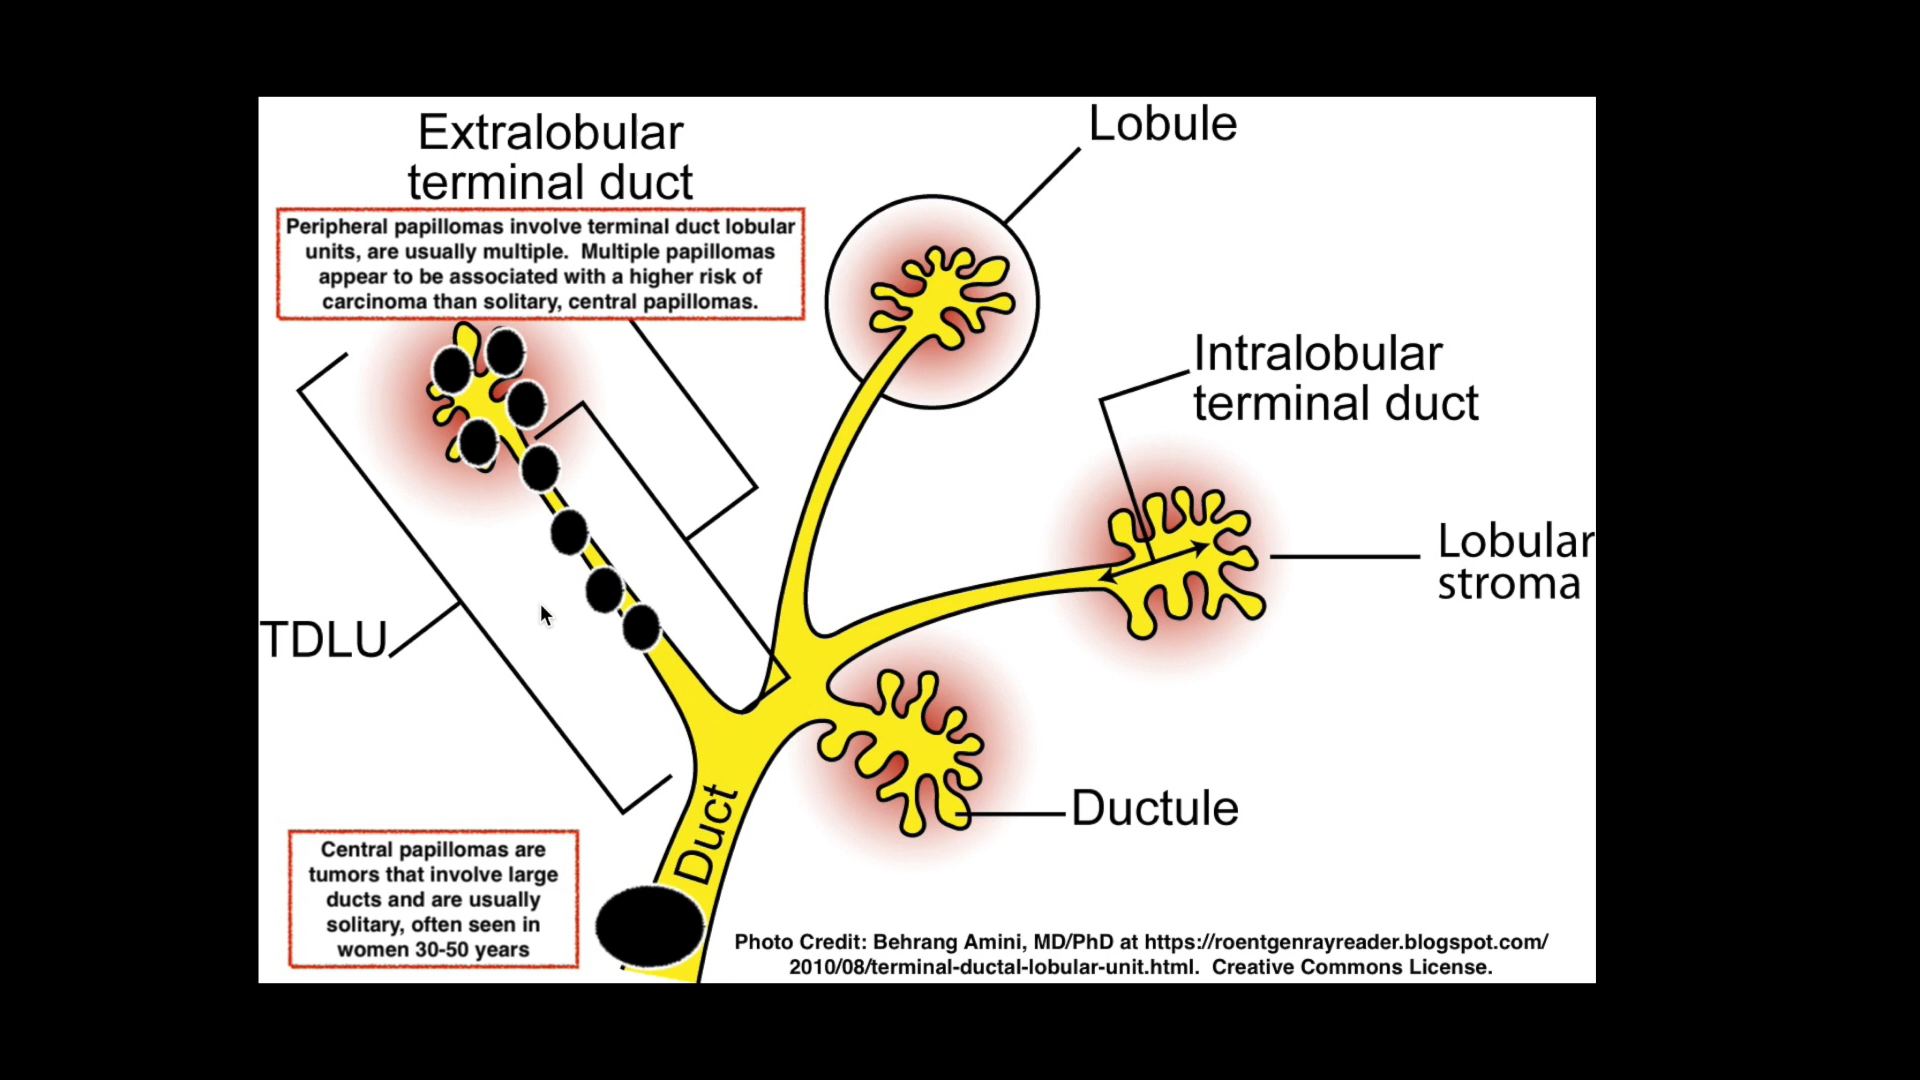 Extralobular
terminal duct
Peripheral papillomas involve terminal duct lobular
units, are usually multiple.  Multiple papillomas
appear to be associated with a higher risk of
carcinoma than solitary, central papillomas.
Lobule
Intralobular
terminal duct
Lobular
stroma
TDLU
Ductule
Duct
Central papillomas are
tumors that involve large
ducts and are usually
solitary, often seen in
women 30-50 years
Photo Credit: Behrang Amini, MD/PhD at https://roentgenrayreader.blogspot.com/
2010/08/terminal-ductal-lobular-unit.html.  Creative Commons License.